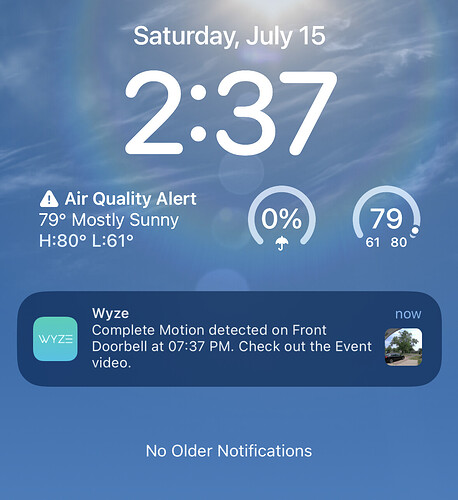 Saturday, July 15
2:37
Air Quality Alert
79° Mostly Sunny
H:80° L:61°
0%
79
61 80
WYZE
Wyze
now
Complete Motion detected on Front
Doorbell at 07:37 PM. Check out the Event
video.
No Older Notifications